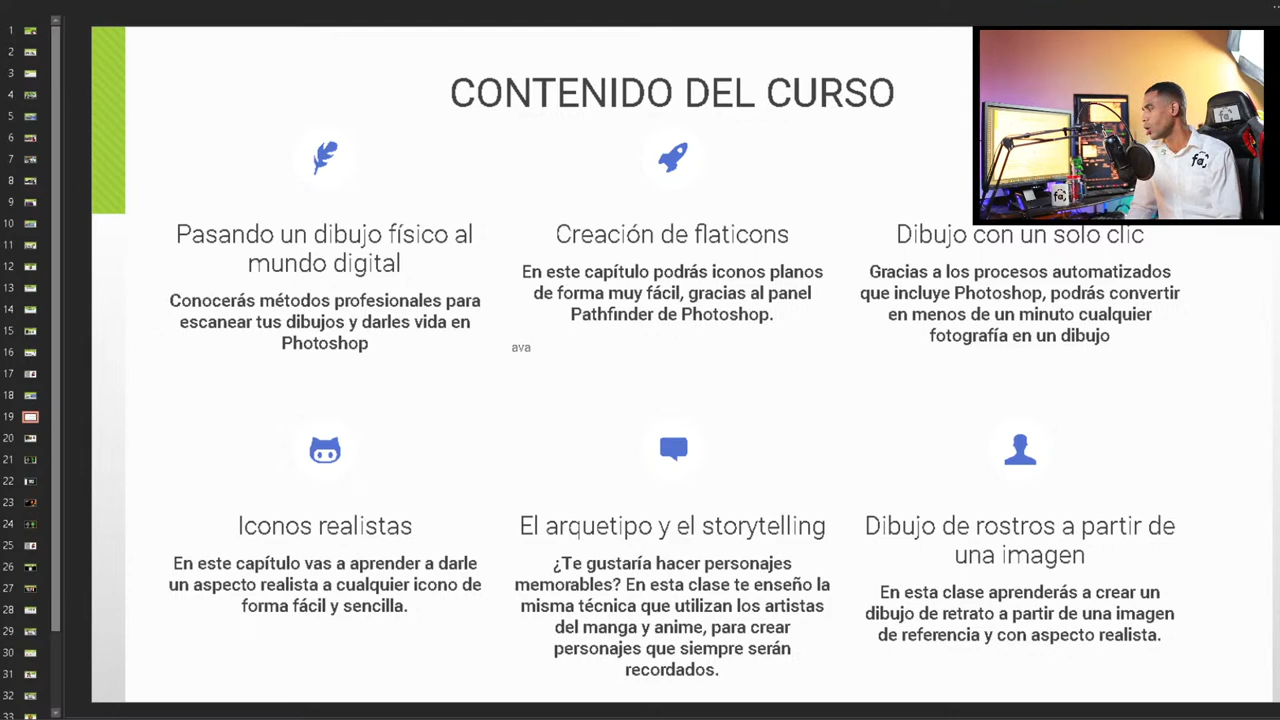 1
2
3
4
5
6
7
8
9
10
11
12
13
14
15
16
17
18
19
20
21
22
23
24
25
26
27
28
29
30
31
32
33
CONTENIDO DEL CURSO
Pasando un dibujo físico al
mundo digital
Conocerás métodos profesionales para
escanear tus dibujos y darles vida en
Photoshop
Creación de flaticons
En este capítulo podrás iconos planos
de forma muy fácil, gracias al panel
Pathfinder de Photoshop.
ava
Dibujo con un solo clic
Gracias a los procesos automatizados
que incluye Photoshop, podrás convertir
en menos de un minuto cualquier
fotografía en un dibujo
Iconos realistas
En este capítulo vas a aprender a darle
un aspecto realista a cualquier icono de
forma fácil y sencilla.
El arquetipo y el storytelling
¿Te gustaría hacer personajes
memorables? En esta clase te enseño la
misma técnica que utilizan los artistas
del manga y anime, para crear
personajes que siempre serán
recordados.
Dibujo de rostros a partir de
una imagen
En esta clase aprenderás a crear un
dibujo de retrato a partir de una imagen
de referencia y con aspecto realista.